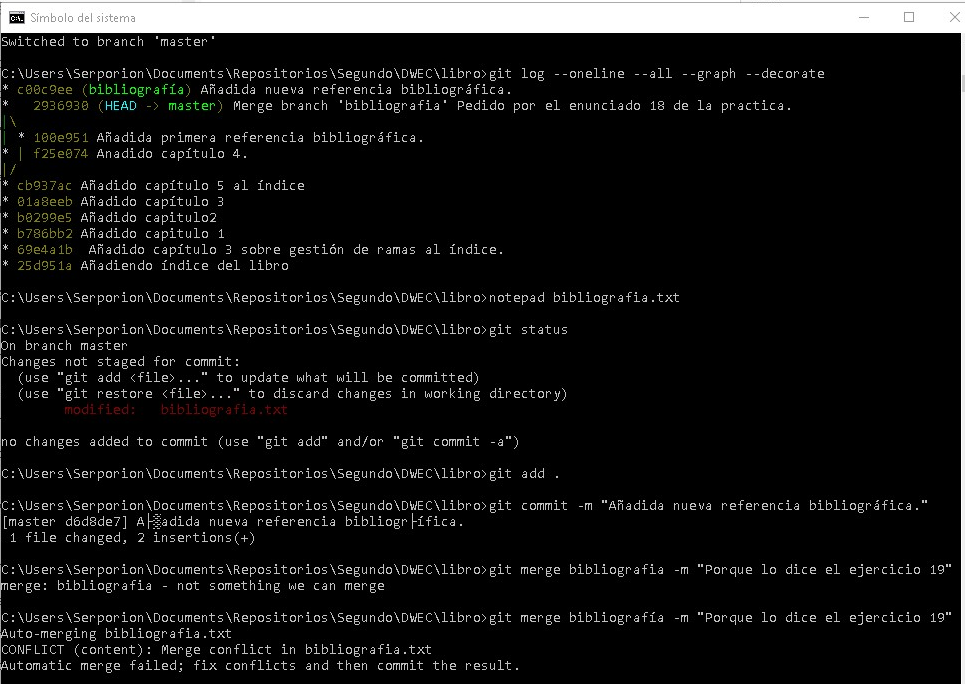 Símbolo del sistema
Switched to branch 'master'
C:\Users\Serporion\Documents\Repositorios\Segundo\DWEC\libro>git log --oneline --all --graph --decorate
* c00c9ee (bibliografía) Añadida nueva referencia bibliográfica.
*   2936930 (HEAD -> master) Merge branch 'bibliografia' Pedido por el enunciado 18 de la practica.
|\
| * 100e951 Añadida primera referencia bibliográfica.
* | f25e074 Anadido capítulo 4.
|/
* cb937ac Añadido capítulo 5 al índice
* 01a8eeb Añadido capítulo 3
* b0299e5 Añadido capitulo2
* b786bb2 Añadido capitulo 1
* 69e4a1b  Añadido capítulo 3 sobre gestión de ramas al índice.
* 25d951a Añadiendo índice del libro
C:\Users\Serporion\Documents\Repositorios\Segundo\DWEC\libro>notepad bibliografia.txt
C:\Users\Serporion\Documents\Repositorios\Segundo\DWEC\libro>git status
On branch master
Changes not staged for commit:
  (use "git add <file>..." to update what will be committed)
  (use "git restore <file>..." to discard changes in working directory)
        modified:   bibliografia.txt
no changes added to commit (use "git add" and/or "git commit -a")
C:\Users\Serporion\Documents\Repositorios\Segundo\DWEC\libro>git add .
C:\Users\Serporion\Documents\Repositorios\Segundo\DWEC\libro>git commit -m "Añadida nueva referencia bibliográfica."
[master d6d8de7] A├▒adida nueva referencia bibliogr├ífica.
 1 file changed, 2 insertions(+)
C:\Users\Serporion\Documents\Repositorios\Segundo\DWEC\libro>git merge bibliografia -m "Porque lo dice el ejercicio 19"
merge: bibliografia - not something we can merge
C:\Users\Serporion\Documents\Repositorios\Segundo\DWEC\libro>git merge bibliografía -m "Porque lo dice el ejercicio 19"
Auto-merging bibliografia.txt
CONFLICT (content): Merge conflict in bibliografia.txt
Automatic merge failed; fix conflicts and then commit the result.